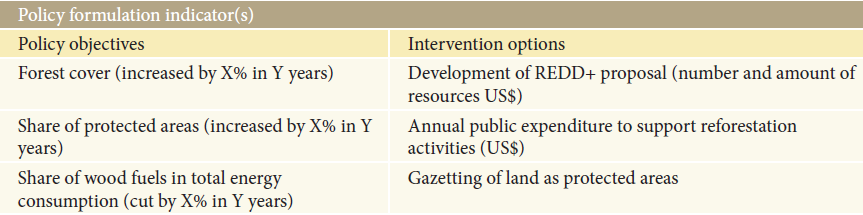 Policy formulation indicator(s)
Policy objectives
Intervention options
Forest cover (increased by X% in Y years)
Development of REDD+ proposal (number and amount of
resources US$)
Share of protected areas (increased by X% in Y
years)
Annual public expenditure to support reforestation
activities (US$)
Share of wood fuels in total energy
consumption (cut by X% in Y years)
Gazetting of land as protected areas